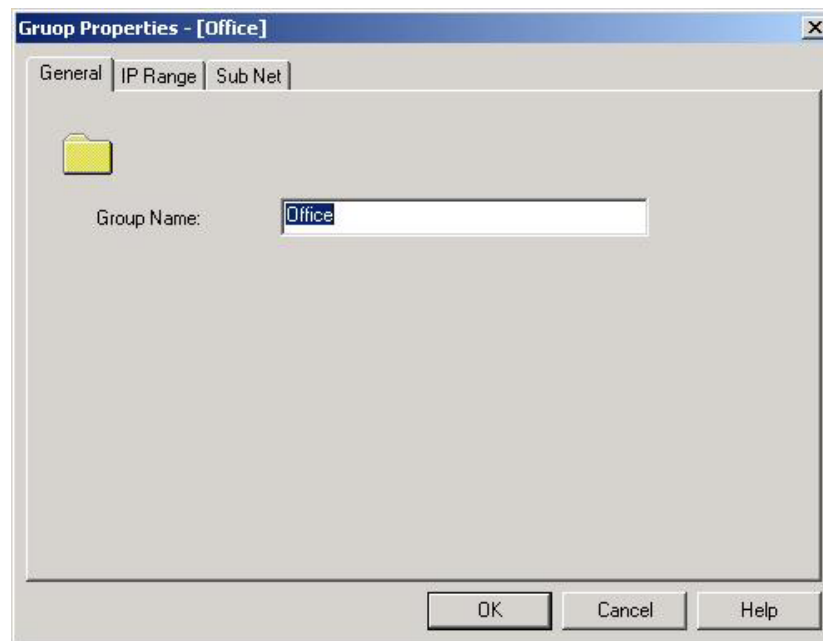 Gruop Properties - [Office]
General IP Range Sub Net
Group Name: Office
OK Cancel Help